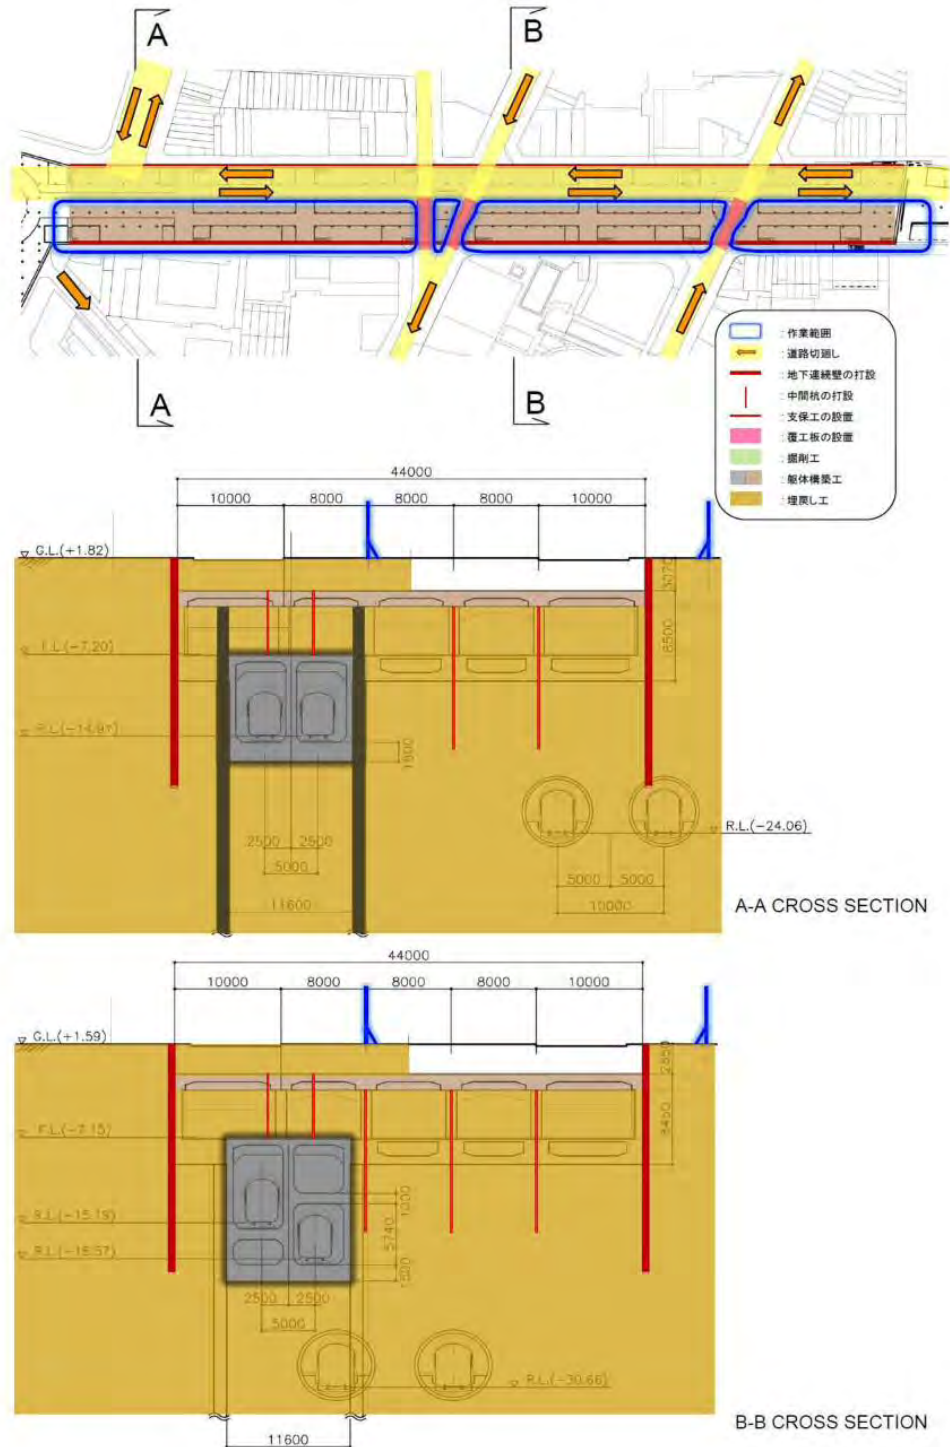 A
B
A
B
: 作業範囲
: 道路切廻し
: 地下連続壁の打設
: 中間杭の打設
: 支保工の設置
: 覆工板の設置
: 掘削工
: 躯体構築工
: 埋戻し工
44000
10000 8000 8000 8000 10000
G.L.(+1.82)
3070
F.L.(-7.20)
R.L.(-14.97)
1800
2500 2500
5000
11600
R.L.(-24.06)
5000 5000
10000
A-A CROSS SECTION
44000
10000 8000 8000 8000 10000
G.L.(+1.59)
2850
8450
F.L.(-7.15)
1000
R.L.(-15.19)
5740
R.L.(-18.57)
2500 2500
5000
R.L.(-30.66)
B-B CROSS SECTION
11600